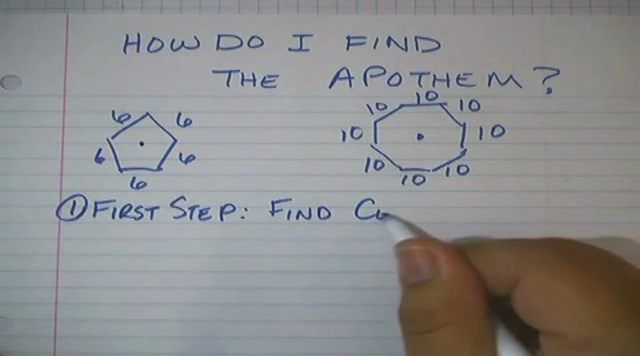 HOW DO I FIND
THE APOTHEM?
6 6 6 6 6
10 10 10 10 10 10 10 10
① FIRST STEP: FIND